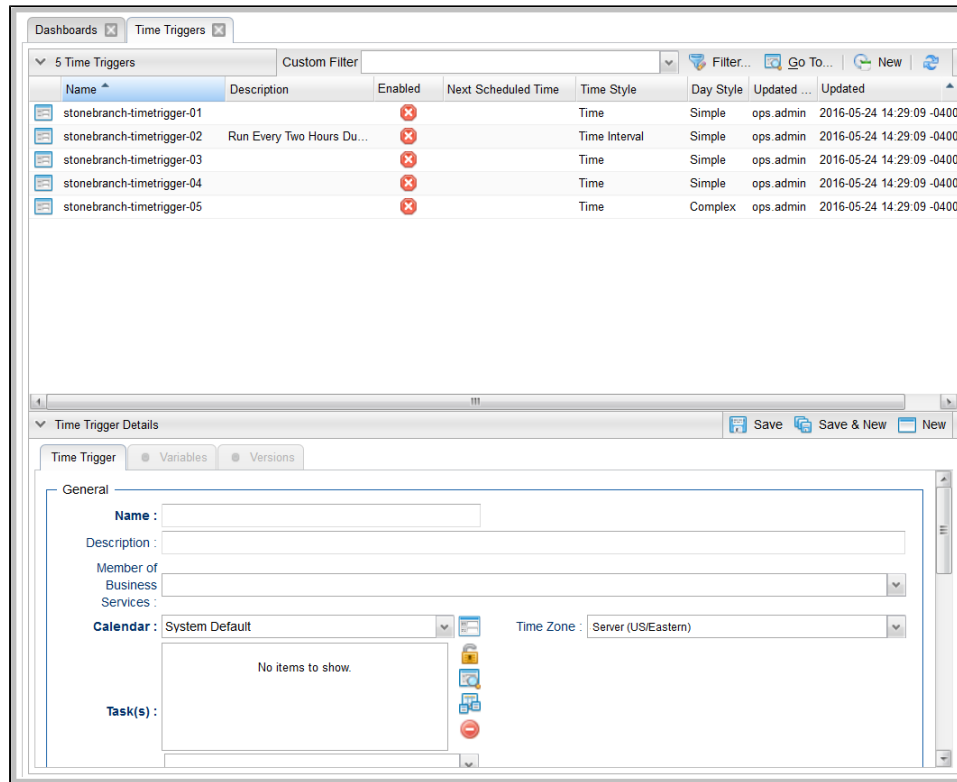 Dashboards Time Triggers
5 Time Triggers Custom Filter Filter... Go To... New
Name Description Enabled Next Scheduled Time Time Style Day Style Updated ... Updated
stonebranch-timetrigger-01 Time Simple ops.admin 2016-05-24 14:29:09 -0400
stonebranch-timetrigger-02 Run Every Two Hours Du... Time Interval Simple ops.admin 2016-05-24 14:29:09 -0400
stonebranch-timetrigger-03 Time Simple ops.admin 2016-05-24 14:29:09 -0400
stonebranch-timetrigger-04 Time Simple ops.admin 2016-05-24 14:29:09 -0400
stonebranch-timetrigger-05 Time Complex ops.admin 2016-05-24 14:29:09 -0400
Time Trigger Details Save Save & New New
Time Trigger Variables Versions
General
Name :
Description :
Member of
Business
Services :
Calendar : System Default Time Zone : Server (US/Eastern)
No items to show.
Task(s) :